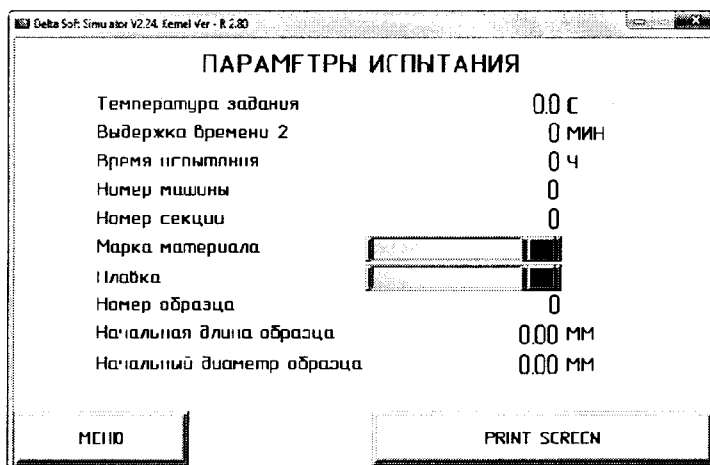 Delta Soft Simulator V2.24, Kernel Ver - R 2.80
ПАРАМЕТРЫ ИСПЫТАНИЯ
Температура задания 0.0 С
Выдержка времени 2 0 МИН
Время испытания 0 Ч
Номер машины 0
Номер секции 0
Марка материала
Плавка
Номер образца 0
Начальная длина образца 0.00 ММ
Начальный диаметр образца 0.00 ММ
МЕНЮ PRINT SCREEN